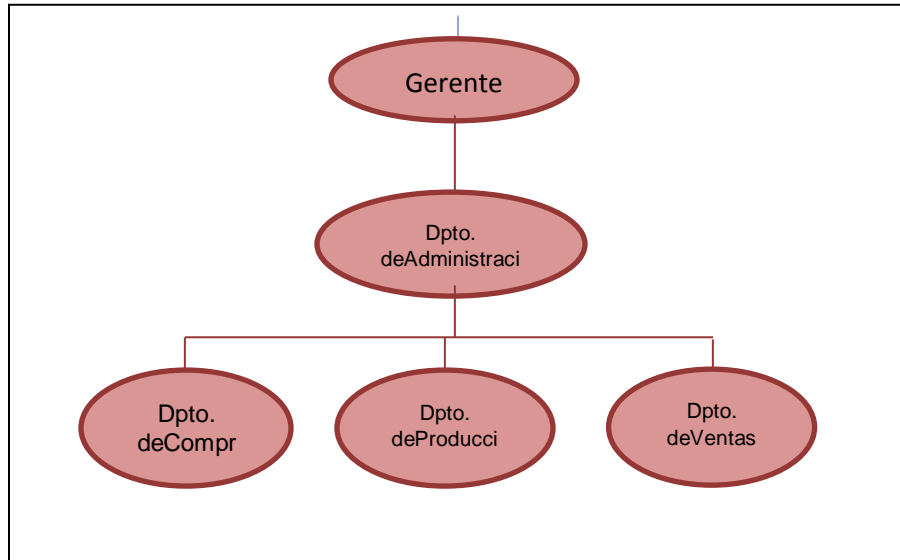 Gerente
Dpto.
deAdministraci
Dpto.
deCompr
Dpto.
deProducci
Dpto.
deVentas